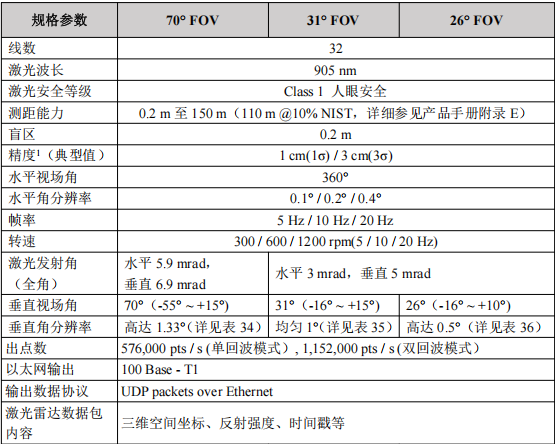 规格参数 70° FOV 31° FOV 26° FOV
线数 32
激光波长 905 nm
激光安全等级 Class 1 人眼安全
测距能力 0.2 m 至 150 m（110 m @10% NIST，详细参见产品手册附录 E）
盲区 0.2 m
精度¹（典型值） 1 cm(1σ) / 3 cm(3σ)
水平视场角 360°
水平角分辨率 0.1° / 0.2° / 0.4°
帧率 5 Hz / 10 Hz / 20 Hz
转速 300 / 600 / 1200 rpm(5 / 10 / 20 Hz)
激光发射角
（全角）
水平 5.9 mrad，
垂直 6.9 mrad
水平 3 mrad，垂直 5 mrad
垂直视场角 70°（-55° ~ +15°) 31°（-16° ~ +15°) 26°（-16° ~ +10°)
垂直角分辨率 高达 1.33°（详见表 34） 均匀 1°（详见表 35） 高达 0.5°（详见表 36）
出点数 576,000 pts / s (单回波模式）, 1,152,000 pts / s (双回波模式)
以太网输出 100 Base - T1
输出数据协议 UDP packets over Ethernet
激光雷达数据包
内容
三维空间坐标、反射强度、时间戳等